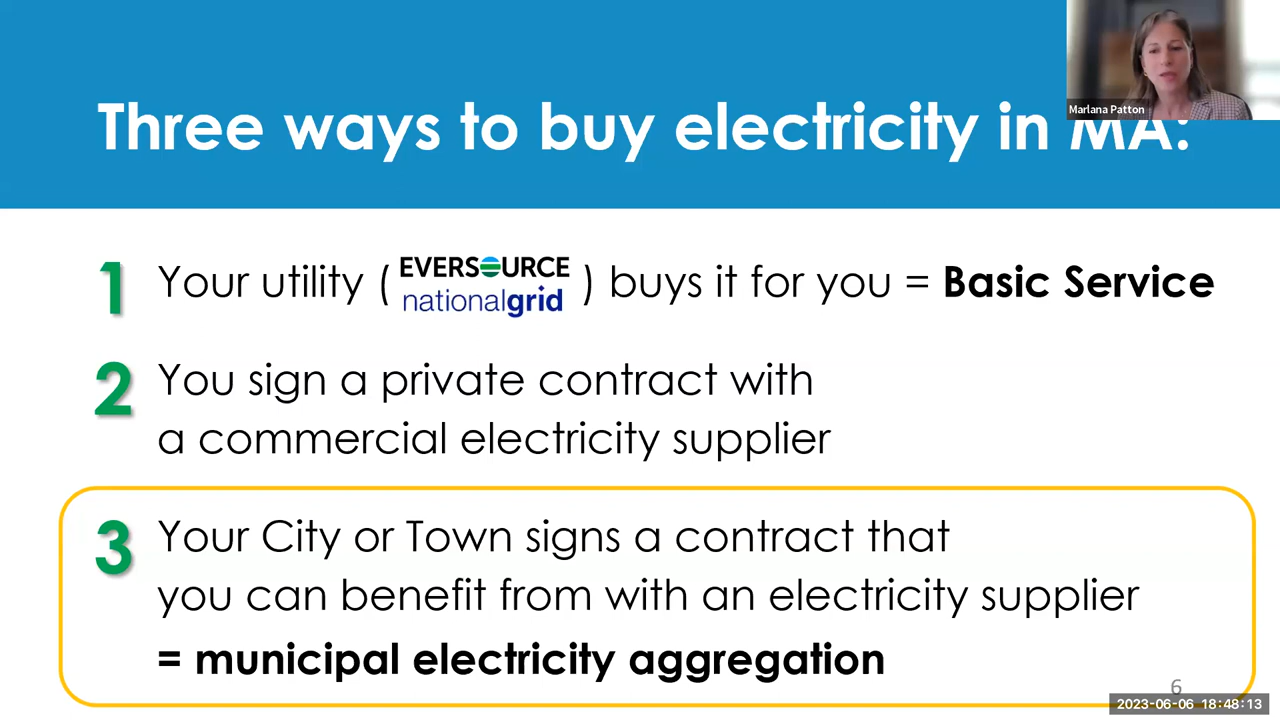 Three ways to buy electricity in MA:
Marlana Patton
1 Your utility ( EVERSOURCE nationalgrid ) buys it for you = Basic Service
2 You sign a private contract with
a commercial electricity supplier
3 Your City or Town signs a contract that
you can benefit from with an electricity supplier
= municipal electricity aggregation
6
2023-06-06 18:48:13